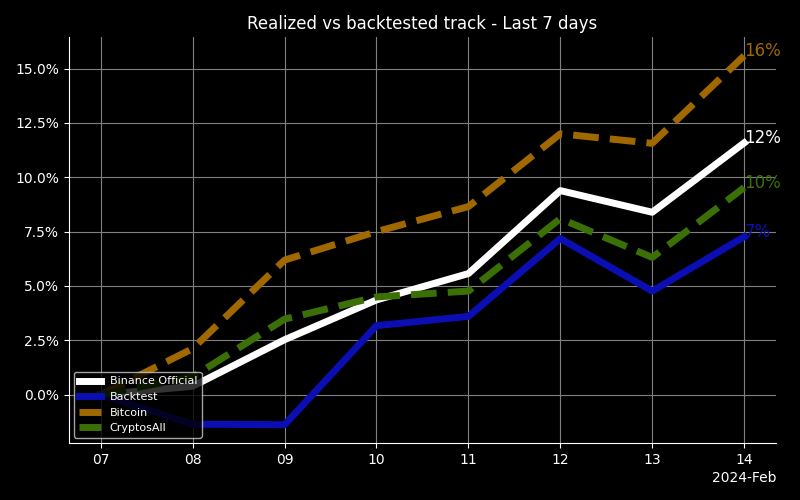 Realized vs backtested track - Last 7 days
16%
15.0%
12.5%
12%
10.0%
10%
7.5%
7%
5.0%
2.5%
0.0%
Binance Official
Backtest
Bitcoin
CryptosAll
07 08 09 10 11 12 13 14
2024-Feb